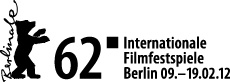 Berlinale
62
Internationale
Filmfestspiele
Berlin 09.–19.02.12